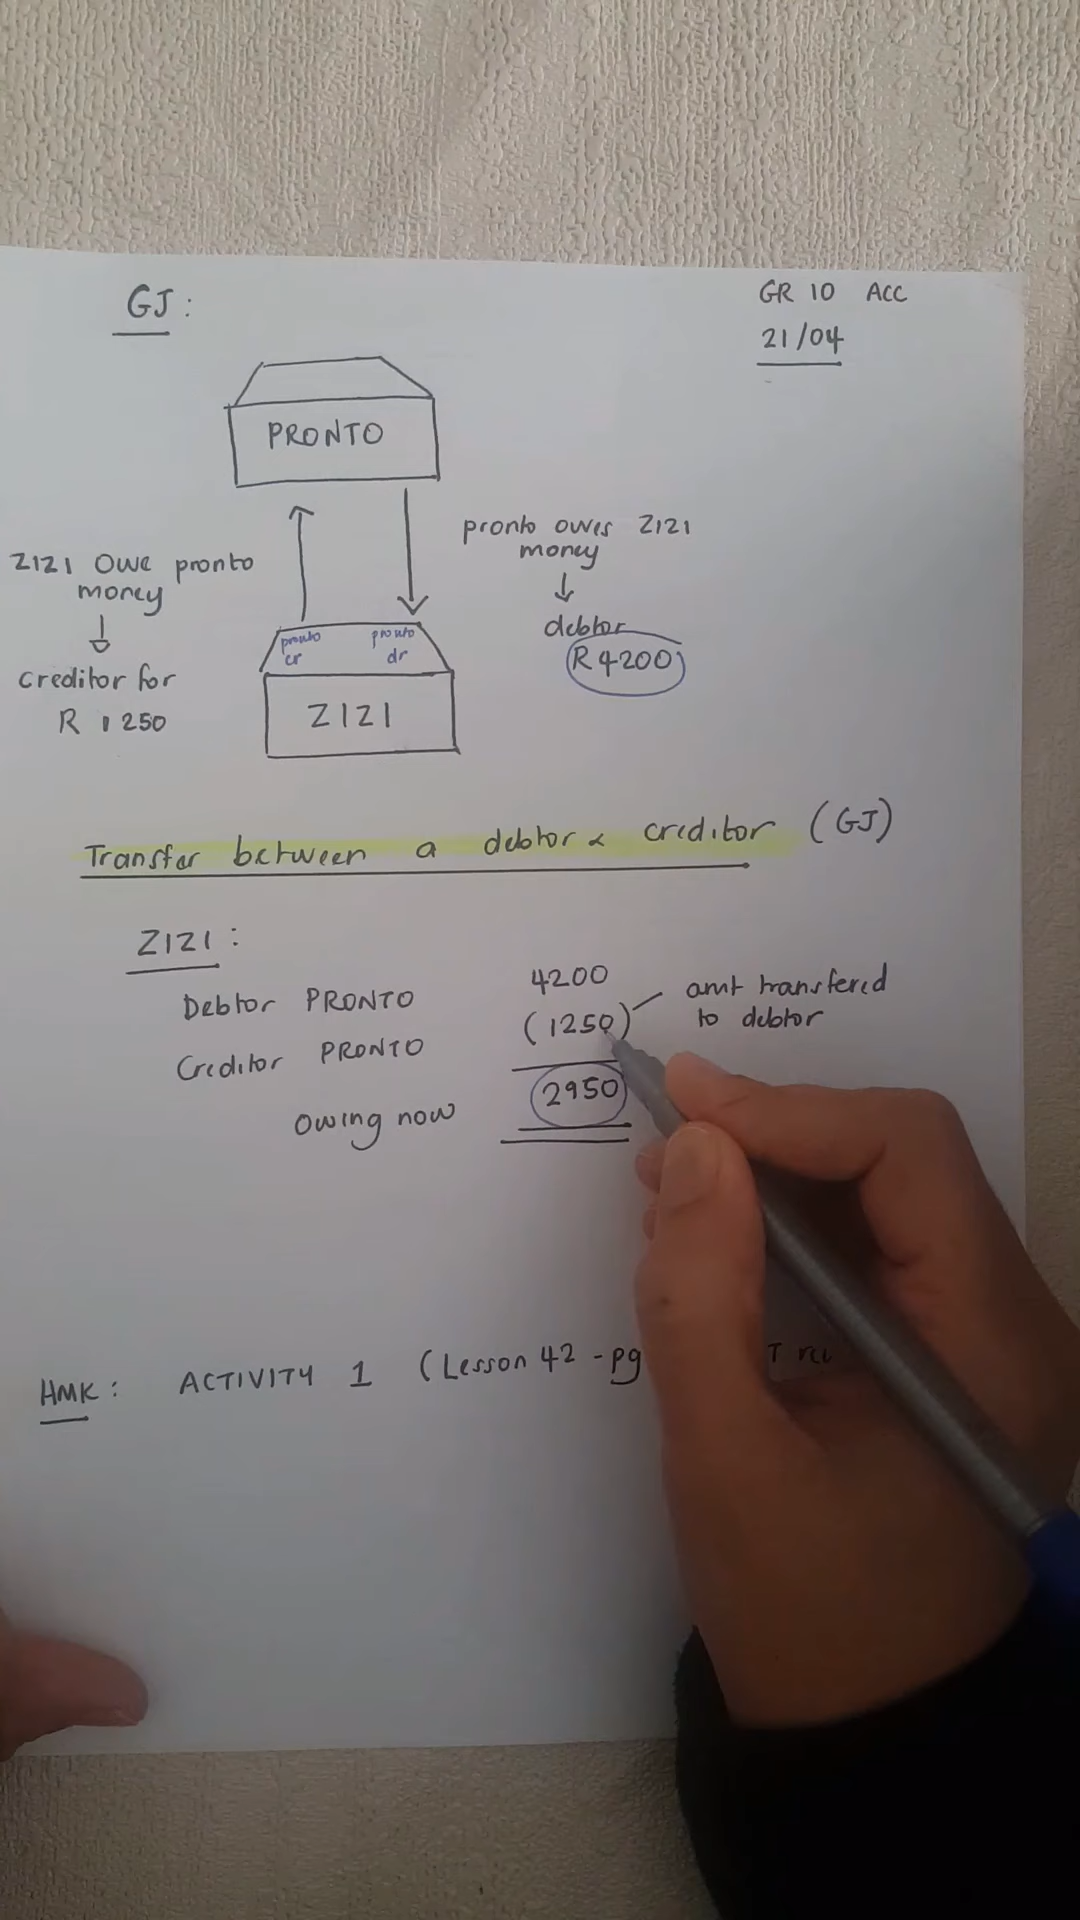 GJ:
GR 10 ACC
21/04
PRONTO
ZIZI owe pronto
money
creditor for
R 1250
pronto owes ZIZI
money
debtor
R4200
pronto
cr
pronto
dr
ZIZI
Transfer between a debtor & creditor (GJ)
ZIZI:
Debtor PRONTO 4200
Creditor PRONTO (1250)
amt transfered
to debtor
Owing now 2950
HMK: ACTIVITY 1 (Lesson 42 - pg